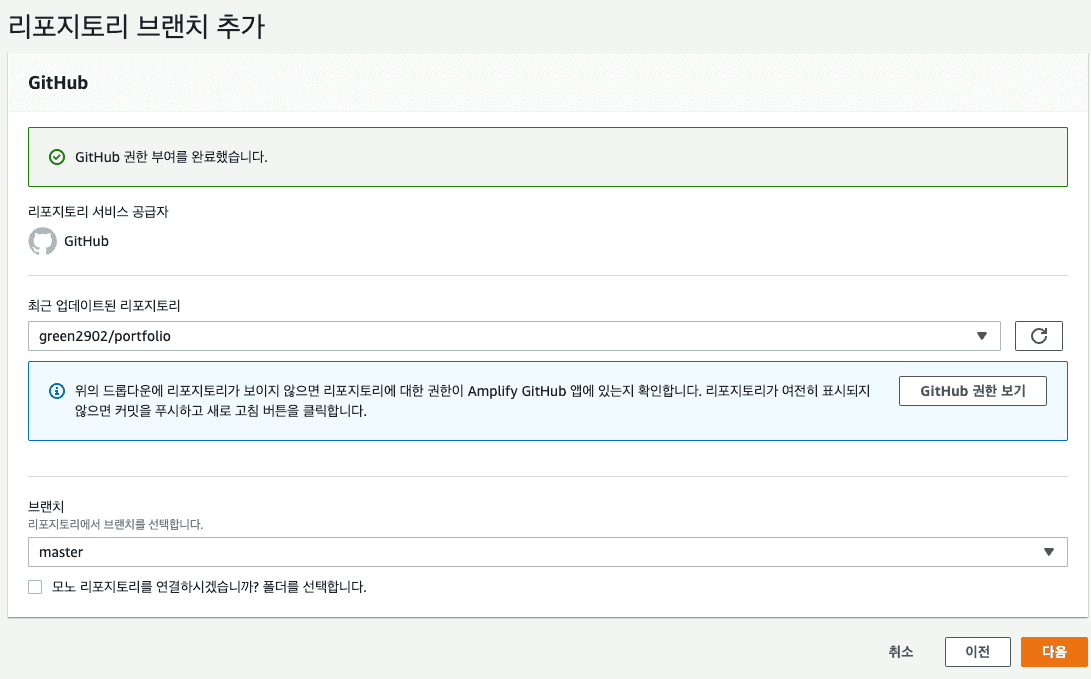 리포지토리 브랜치 추가
GitHub
GitHub 권한 부여를 완료했습니다.
리포지토리 서비스 공급자
GitHub
최근 업데이트된 리포지토리
green2902/portfolio
위의 드롭다운에 리포지토리가 보이지 않으면 리포지토리에 대한 권한이 Amplify GitHub 앱에 있는지 확인합니다. 리포지토리가 여전히 표시되지
않으면 커밋을 푸시하고 새로 고침 버튼을 클릭합니다.
GitHub 권한 보기
브랜치
리포지토리에서 브랜치를 선택합니다.
master
모노 리포지토리를 연결하시겠습니까? 폴더를 선택합니다.
취소
이전
다음